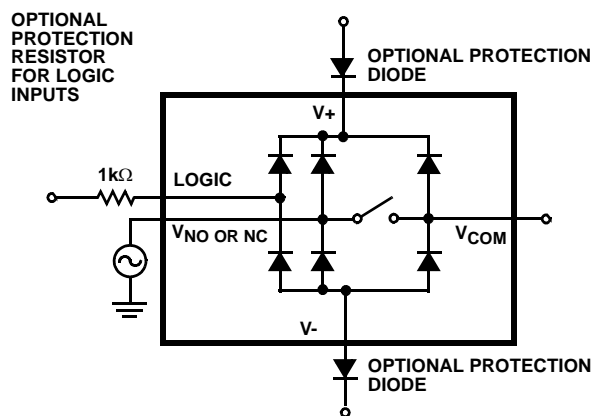 OPTIONAL
PROTECTION
RESISTOR
FOR LOGIC
INPUTS
OPTIONAL PROTECTION
DIODE
V+
1kΩ
LOGIC
VNO OR NC
VCOM
V-
OPTIONAL PROTECTION
DIODE